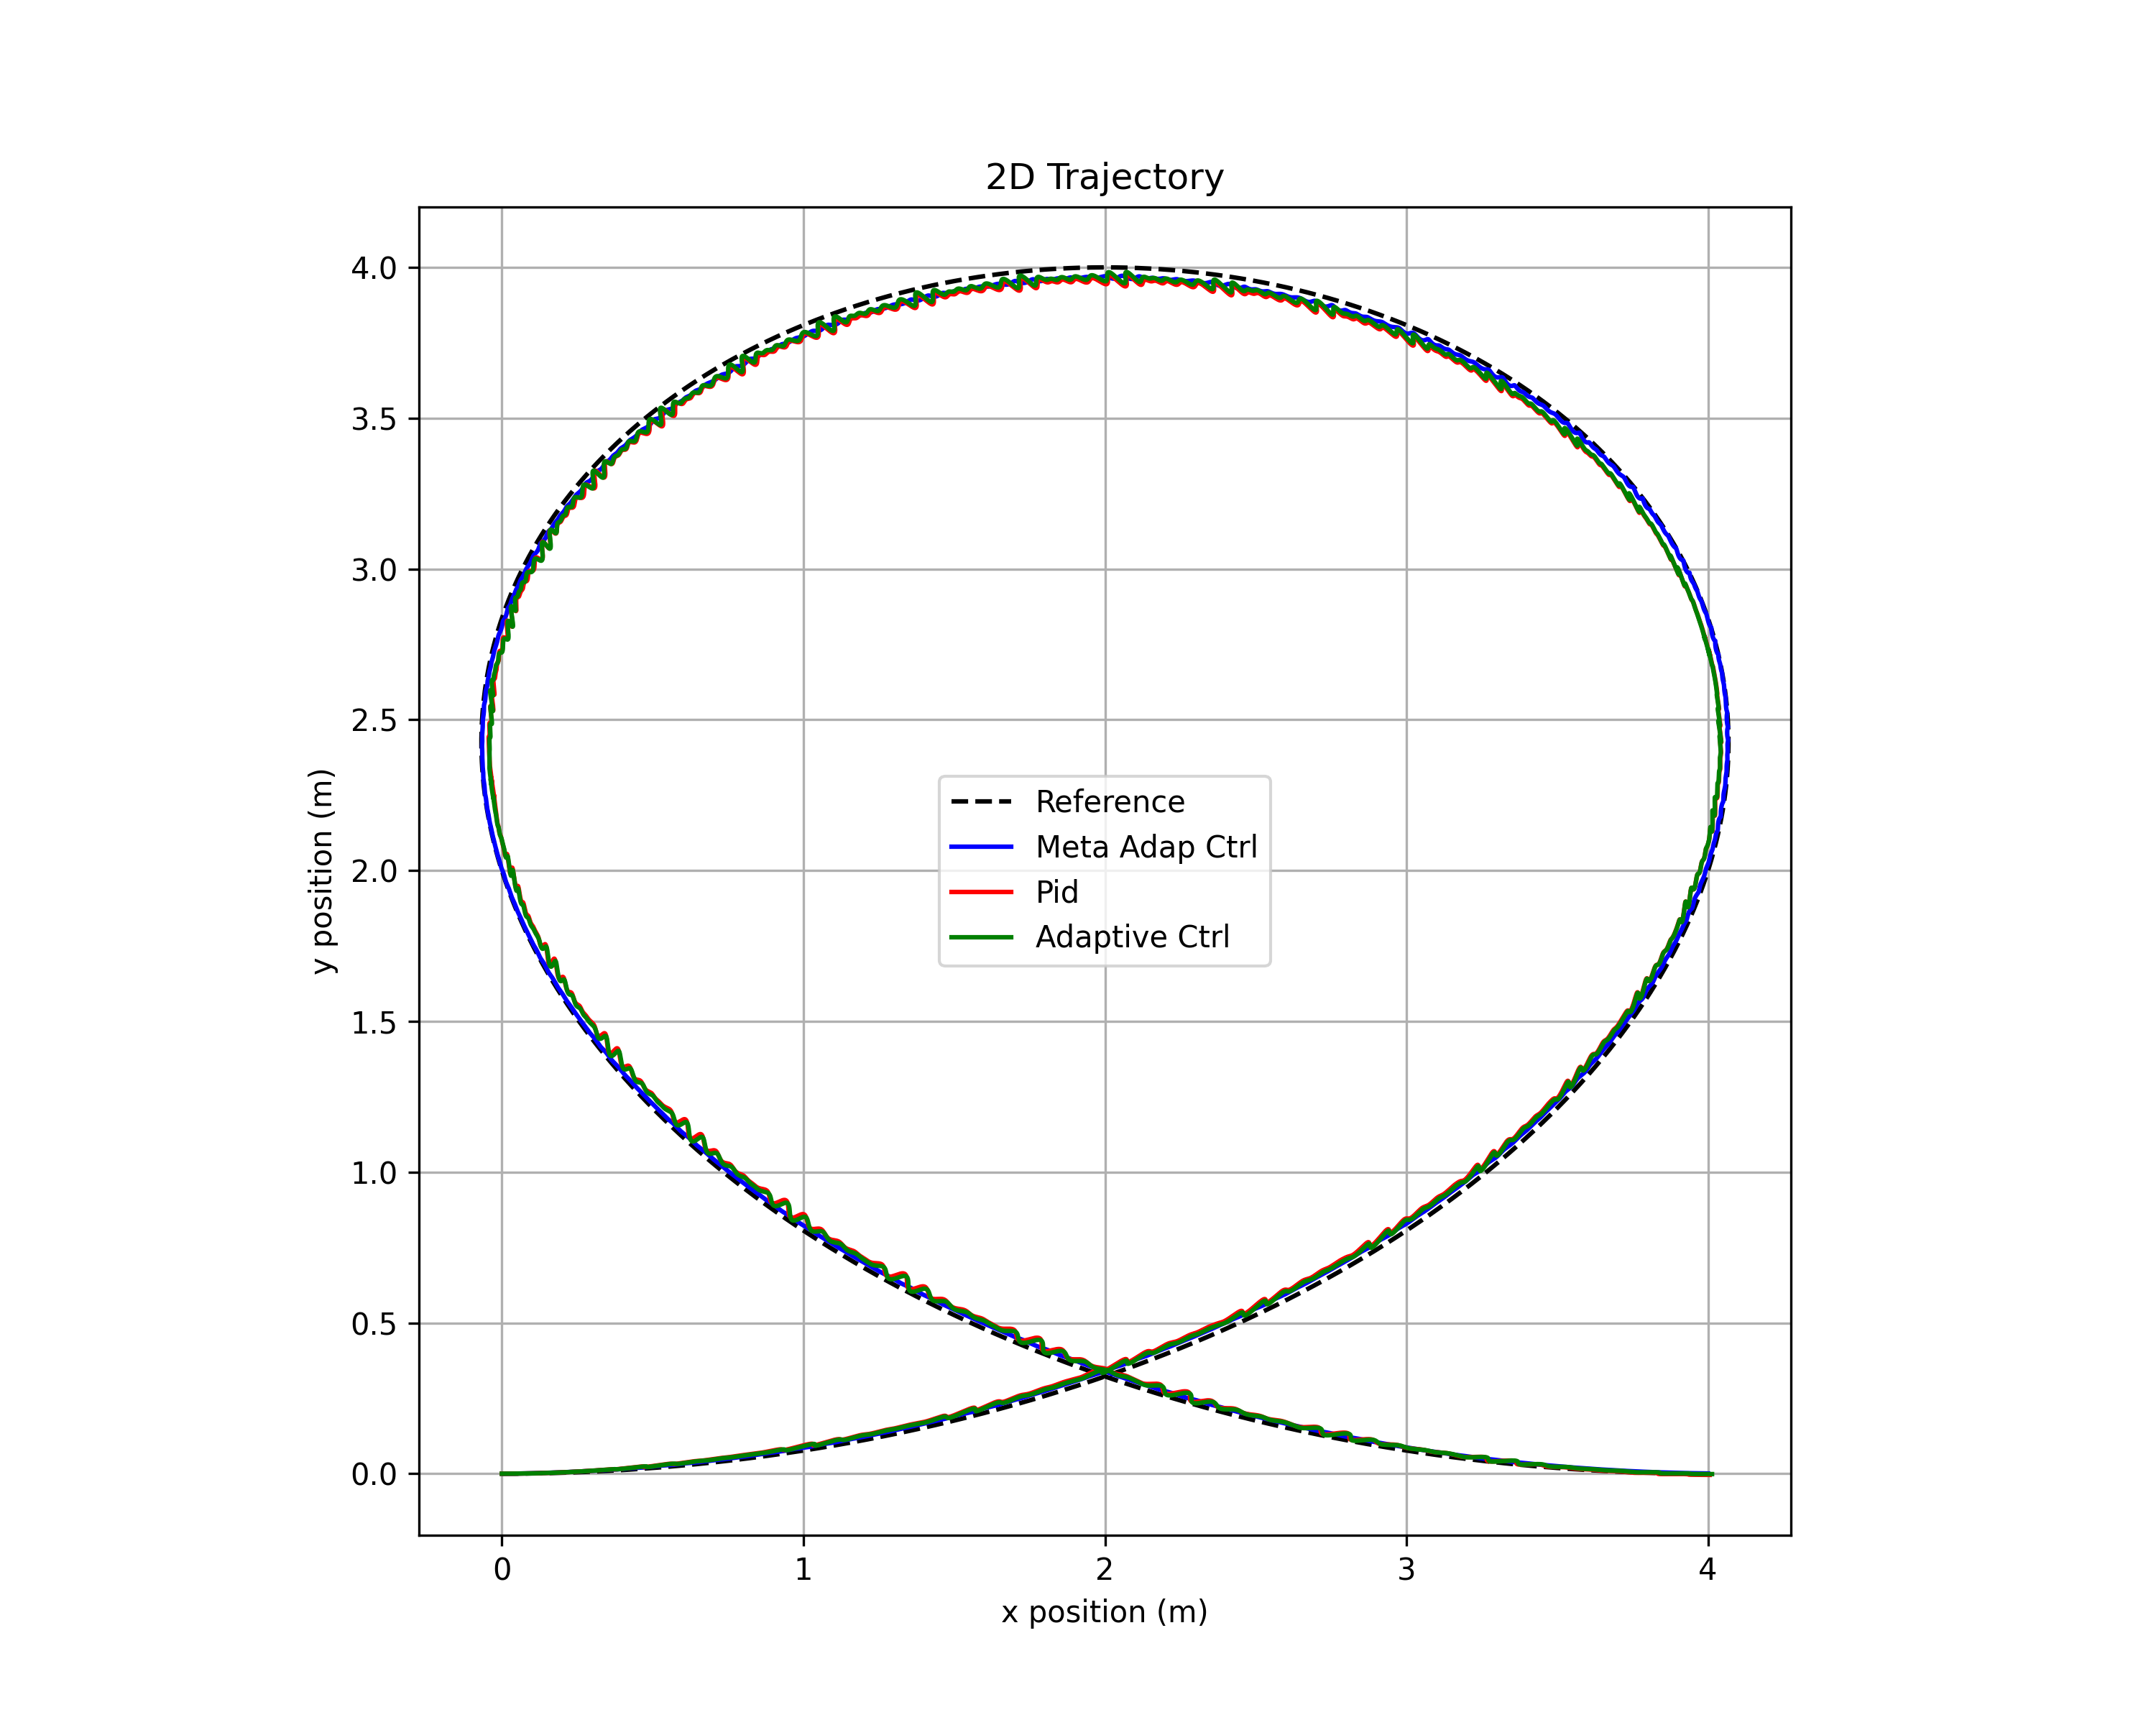 2D Trajectory
4.0
3.5
3.0
2.5
2.0
1.5
1.0
0.5
0.0
y position (m)
Reference
Meta Adap Ctrl
Pid
Adaptive Ctrl
0 1 2 3 4
x position (m)